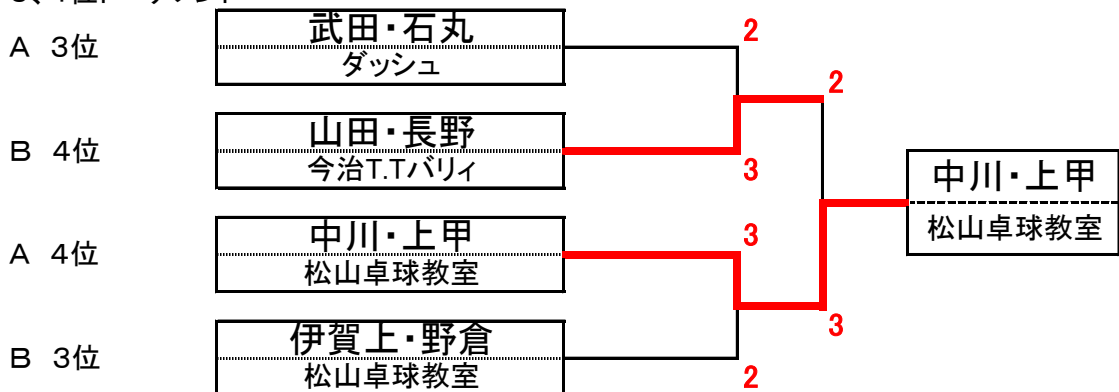 A 3位
武田・石丸
ダッシュ
2
2
B 4位
山田・長野
今治T.Tバリィ
3
中川・上甲
松山卓球教室
A 4位
中川・上甲
松山卓球教室
3
3
B 3位
伊賀上・野倉
松山卓球教室
2